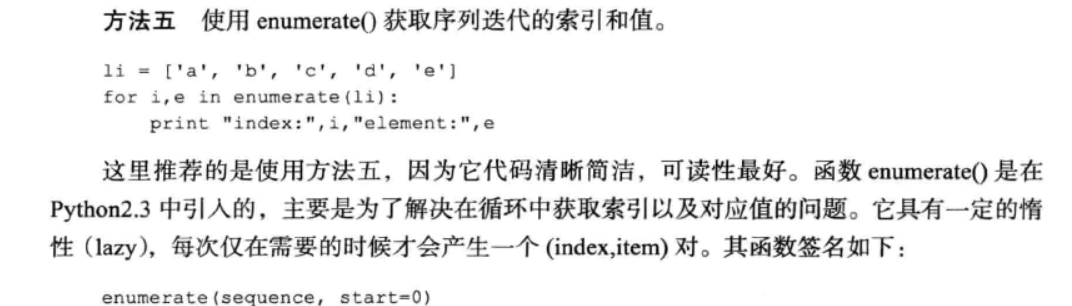 方法五 使用 enumerate() 获取序列迭代的索引和值。
li = ['a', 'b', 'c', 'd', 'e']
for i,e in enumerate(li):
    print "index:",i,"element:",e
这里推荐的是使用方法五，因为它代码清晰简洁，可读性最好。函数 enumerate() 是在
Python2.3 中引入的，主要是为了解决在循环中获取索引以及对应值的问题。它具有一定的惰
性（lazy），每次仅在需要的时候才会产生一个 (index,item) 对。其函数签名如下：
enumerate(sequence, start=0)